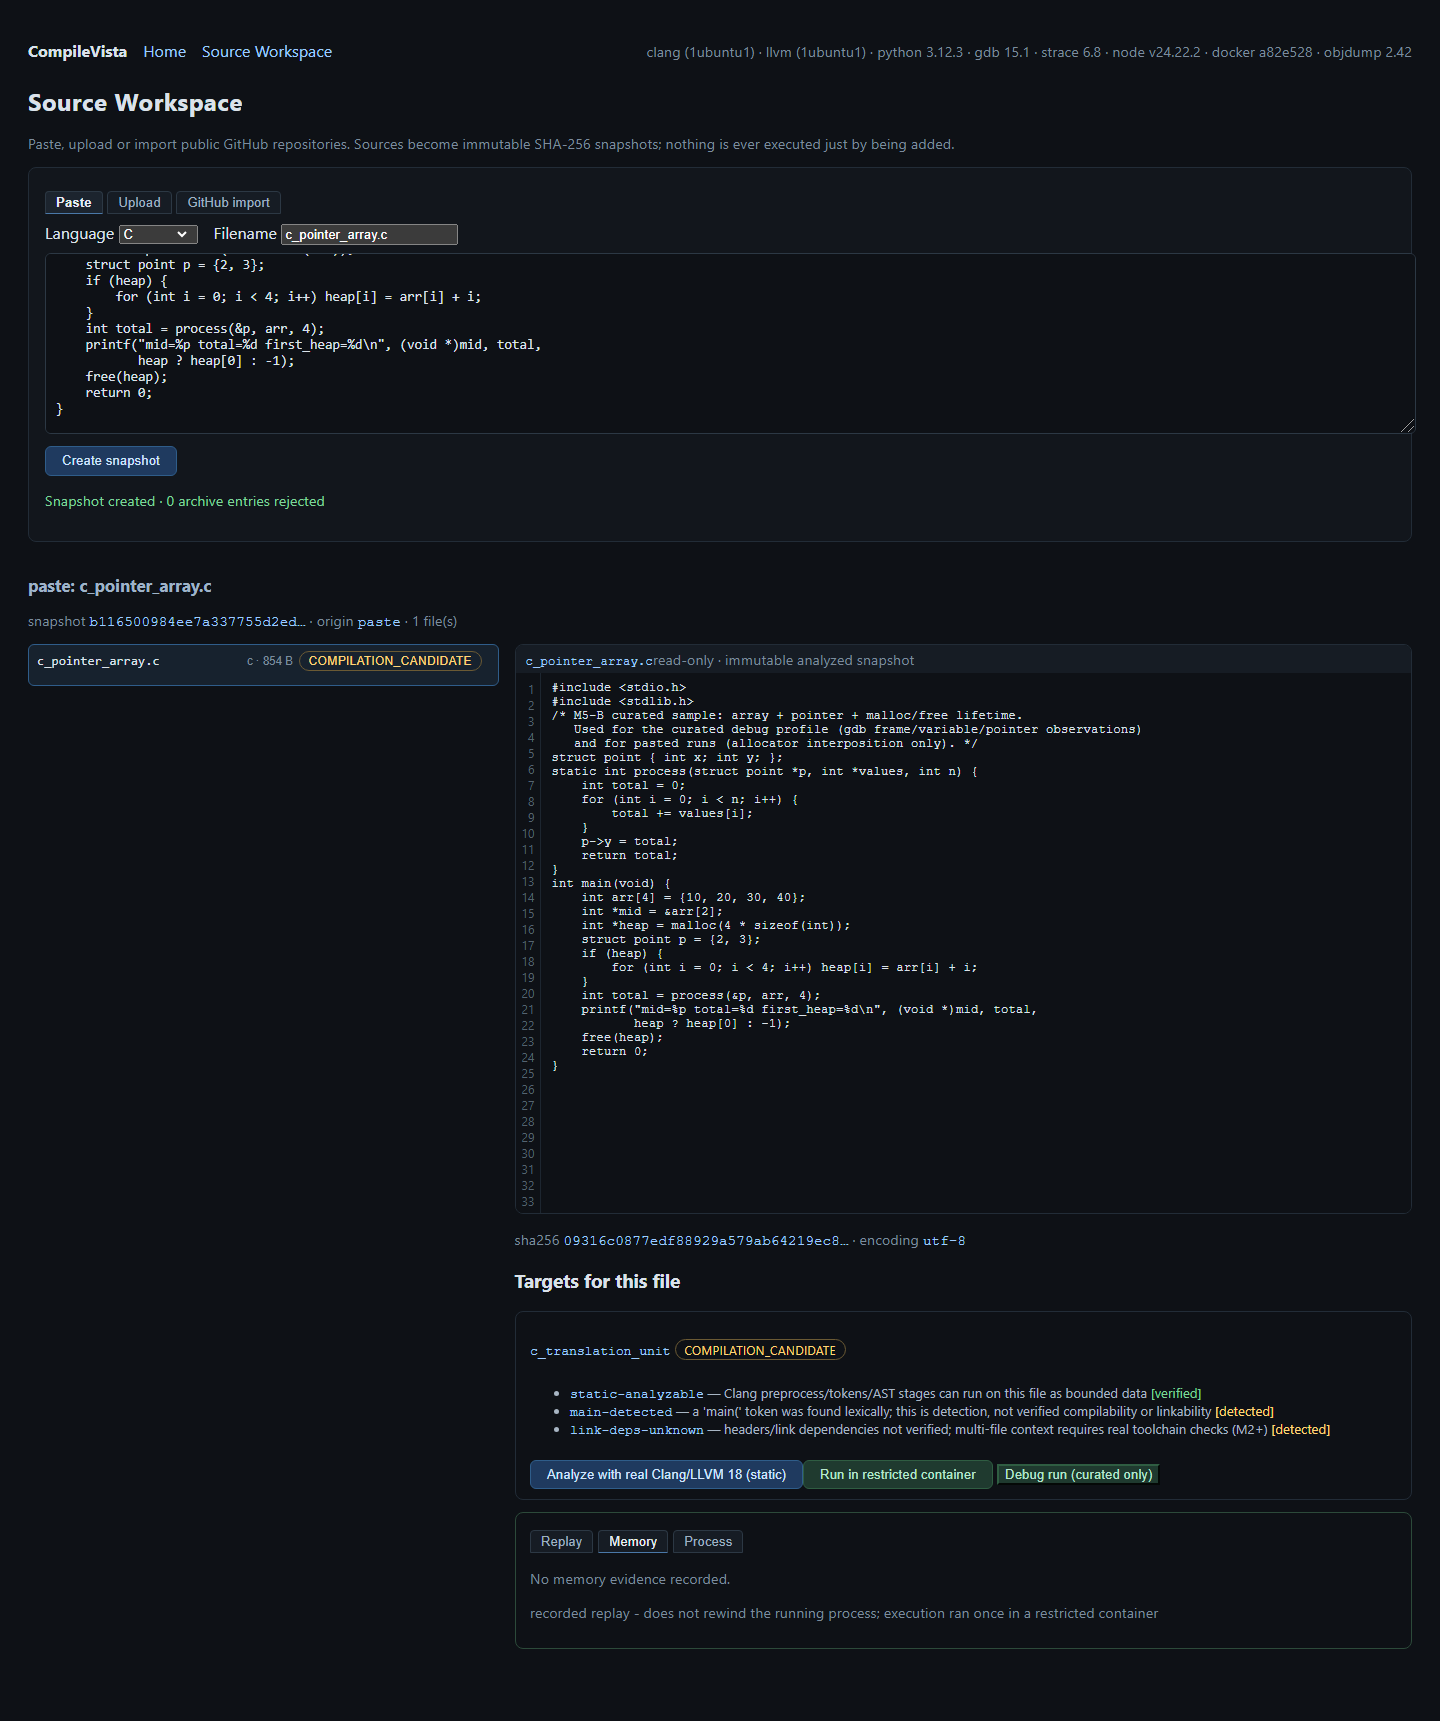 CompileVista Home Source Workspace clang (1ubuntu1) · llvm (1ubuntu1) · python 3.12.3 · gdb 15.1 · strace 6.8 · node v24.22.2 · docker a82e528 · objdump 2.42
Source Workspace
Paste, upload or import public GitHub repositories. Sources become immutable SHA-256 snapshots; nothing is ever executed just by being added.
Paste Upload GitHub import
Language C Filename c_pointer_array.c
    struct point p = {2, 3};
    if (heap) {
        for (int i = 0; i < 4; i++) heap[i] = arr[i] + i;
    }
    int total = process(&p, arr, 4);
    printf("mid=%p total=%d first_heap=%d\n", (void *)mid, total,
           heap ? heap[0] : -1);
    free(heap);
    return 0;
}
Create snapshot
Snapshot created · 0 archive entries rejected
paste: c_pointer_array.c
snapshot b116500984ee7a337755d2ed… · origin paste · 1 file(s)
c_pointer_array.c c · 854 B COMPILATION_CANDIDATE
c_pointer_array.cread-only · immutable analyzed snapshot
1 #include <stdio.h>
2 #include <stdlib.h>
3 /* M5-B curated sample: array + pointer + malloc/free lifetime.
4    Used for the curated debug profile (gdb frame/variable/pointer observations)
5    and for pasted runs (allocator interposition only). */
6 struct point { int x; int y; };
7 static int process(struct point *p, int *values, int n) {
8     int total = 0;
9     for (int i = 0; i < n; i++) {
10         total += values[i];
11     }
12     p->y = total;
13     return total;
14 }
15 int main(void) {
16     int arr[4] = {10, 20, 30, 40};
17     int *mid = &arr[2];
18     int *heap = malloc(4 * sizeof(int));
19     struct point p = {2, 3};
20     if (heap) {
21         for (int i = 0; i < 4; i++) heap[i] = arr[i] + i;
22     }
23     int total = process(&p, arr, 4);
24     printf("mid=%p total=%d first_heap=%d\n", (void *)mid, total,
25            heap ? heap[0] : -1);
26     free(heap);
27     return 0;
28 }
29
30
31
32
33
sha256 09316c0877edf88929a579ab64219ec8… · encoding utf-8
Targets for this file
c_translation_unit COMPILATION_CANDIDATE
• static-analyzable — Clang preprocess/tokens/AST stages can run on this file as bounded data [verified]
• main-detected — a 'main(' token was found lexically; this is detection, not verified compilability or linkability [detected]
• link-deps-unknown — headers/link dependencies not verified; multi-file context requires real toolchain checks (M2+) [detected]
Analyze with real Clang/LLVM 18 (static) Run in restricted container Debug run (curated only)
Replay Memory Process
No memory evidence recorded.
recorded replay - does not rewind the running process; execution ran once in a restricted container